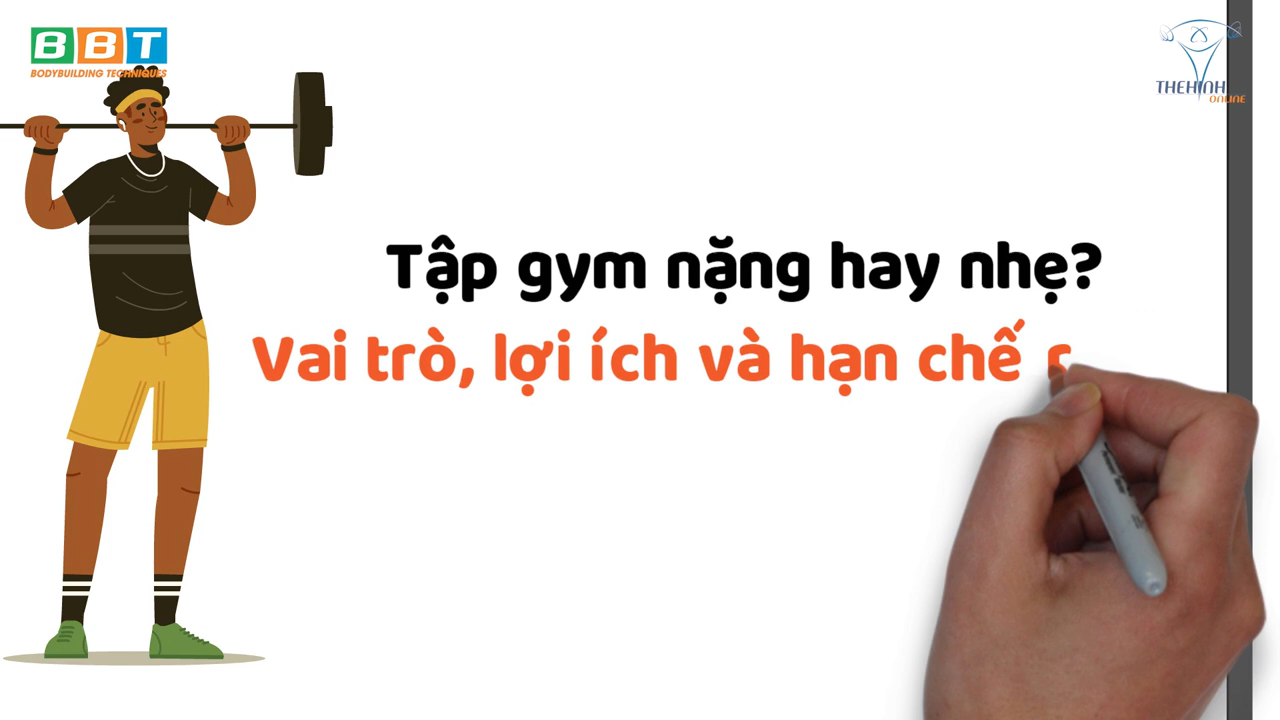 BBT
BODYBUILDING TECHNIQUES
THEHINH
ONLINE
Tập gym nặng hay nhẹ?
Vai trò, lợi ích và hạn chế